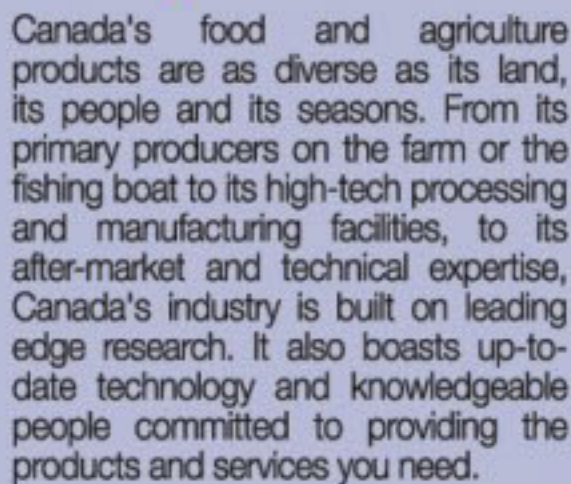 Canada's food and agriculture
products are as diverse as its land,
its people and its seasons. From its
primary producers on the farm or the
fishing boat to its high-tech processing
and manufacturing facilities, to its
after-market and technical expertise,
Canada's industry is built on leading
edge research. It also boasts up-to-
date technology and knowledgeable
people committed to providing the
products and services you need.